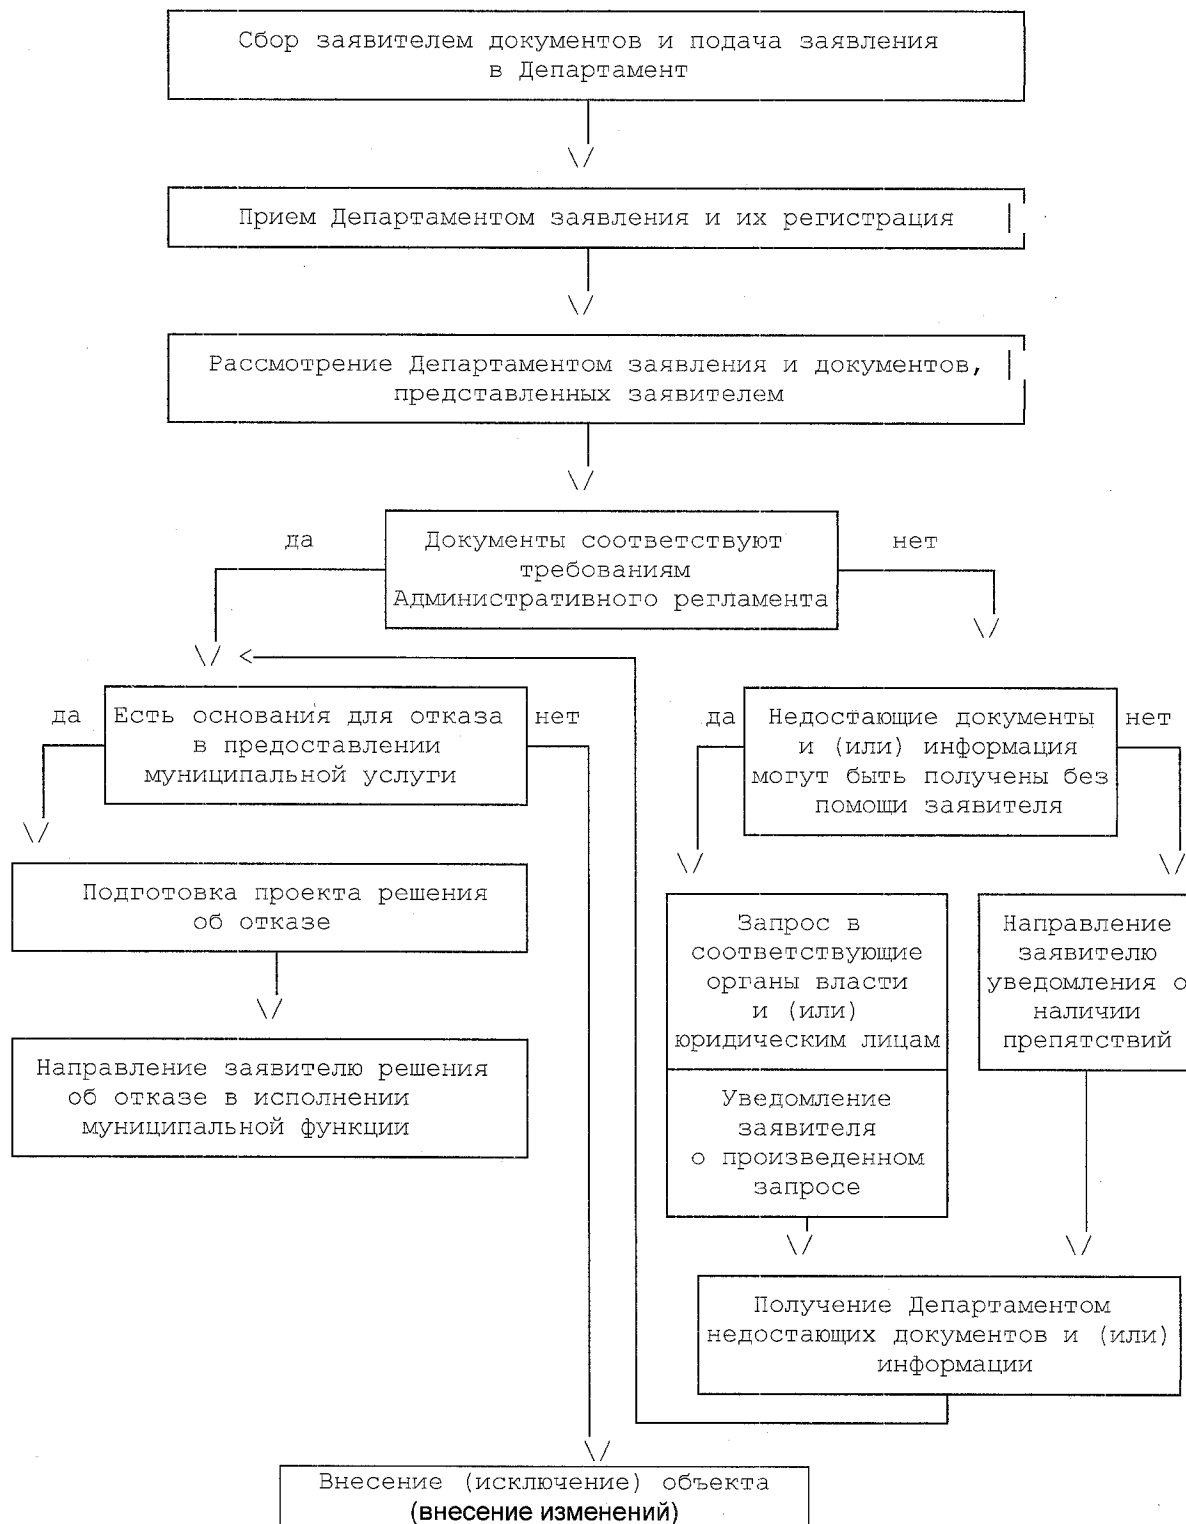 Сбор заявителем документов и подача заявления
в Департамент
Прием Департаментом заявления и их регистрация
Рассмотрение Департаментом заявления и документов,
представленных заявителем
да
Документы соответствуют
требованиям
Административного регламента
нет
да
Есть основания для отказа
в предоставлении
муниципальной услуги
нет
да
Недостающие документы
и (или) информация
могут быть получены без
помощи заявителя
нет
Подготовка проекта решения
об отказе
Направление заявителю решения
об отказе в исполнении
муниципальной функции
Запрос в
соответствующие
органы власти
и (или)
юридическим лицам
Уведомление
заявителя
о произведенном
запросе
Направление
заявителю
уведомления о
наличии
препятствий
Получение Департаментом
недостающих документов и (или)
информации
Внесение (исключение) объекта
(внесение изменений)